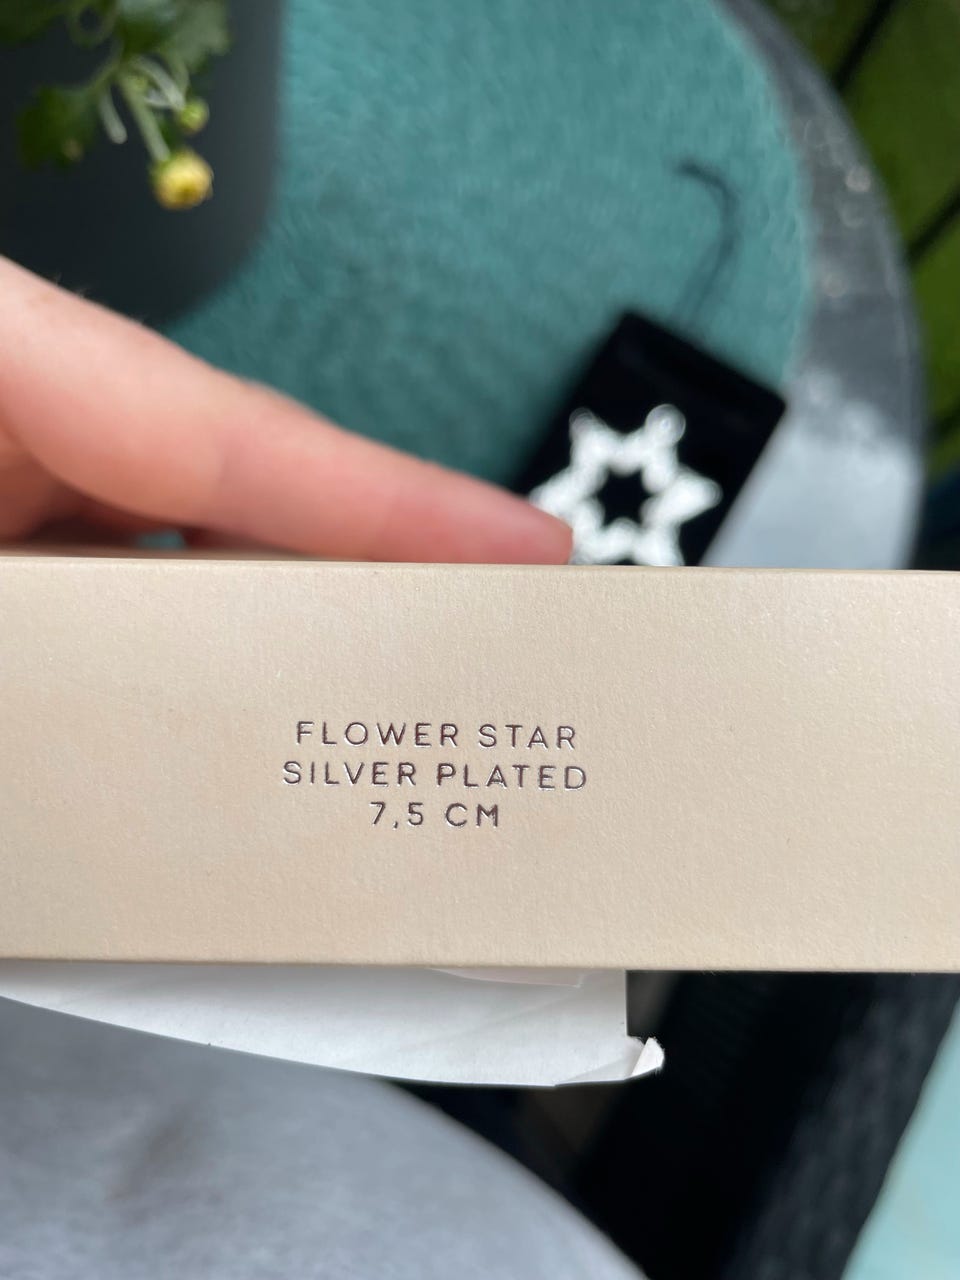 FLOWER STAR
SILVER PLATED
7,5 CM